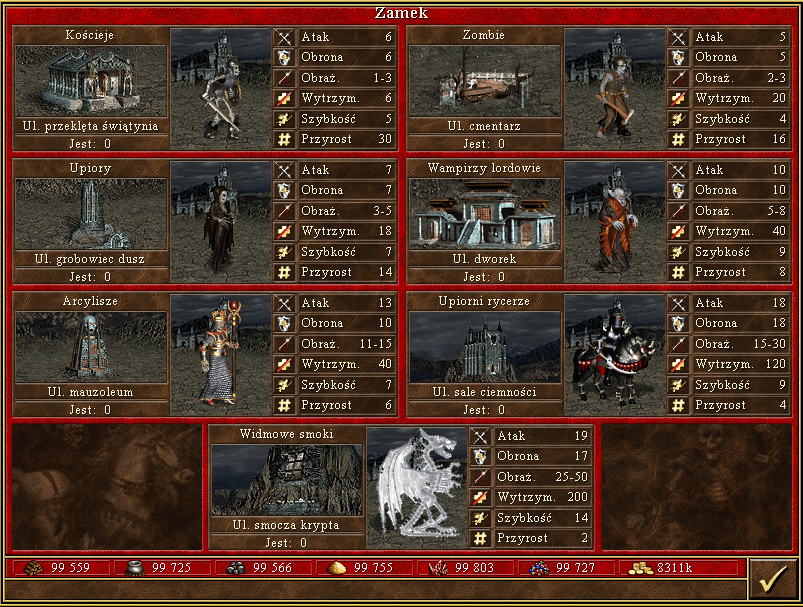 Zamek
Kościeje
Atak 6
Obrona 6
Obraż. 1-3
Wytrzym. 6
Szybkość 5
Przyrost 30
Ul. przeklęta świątynia
Jest: 0
Zombie
Atak 5
Obrona 5
Obraż. 2-3
Wytrzym. 20
Szybkość 4
Przyrost 16
Ul. cmentarz
Jest: 0
Upiory
Atak 7
Obrona 7
Obraż. 3-5
Wytrzym. 18
Szybkość 7
Przyrost 14
Ul. grobowiec dusz
Jest: 0
Wampirzy lordowie
Atak 10
Obrona 10
Obraż. 5-8
Wytrzym. 40
Szybkość 9
Przyrost 8
Ul. dworek
Jest: 0
Arcylisze
Atak 13
Obrona 10
Obraż. 11-15
Wytrzym. 40
Szybkość 7
Przyrost 6
Ul. mauzoleum
Jest: 0
Upiorni rycerze
Atak 18
Obrona 18
Obraż. 15-30
Wytrzym. 120
Szybkość 9
Przyrost 4
Ul. sale ciemności
Jest: 0
Widmowe smoki
Atak 19
Obrona 17
Obraż. 25-50
Wytrzym. 200
Szybkość 14
Przyrost 2
Ul. smocza krypta
Jest: 0
99 559 99 725 99 566 99 755 99 803 99 727 8311k